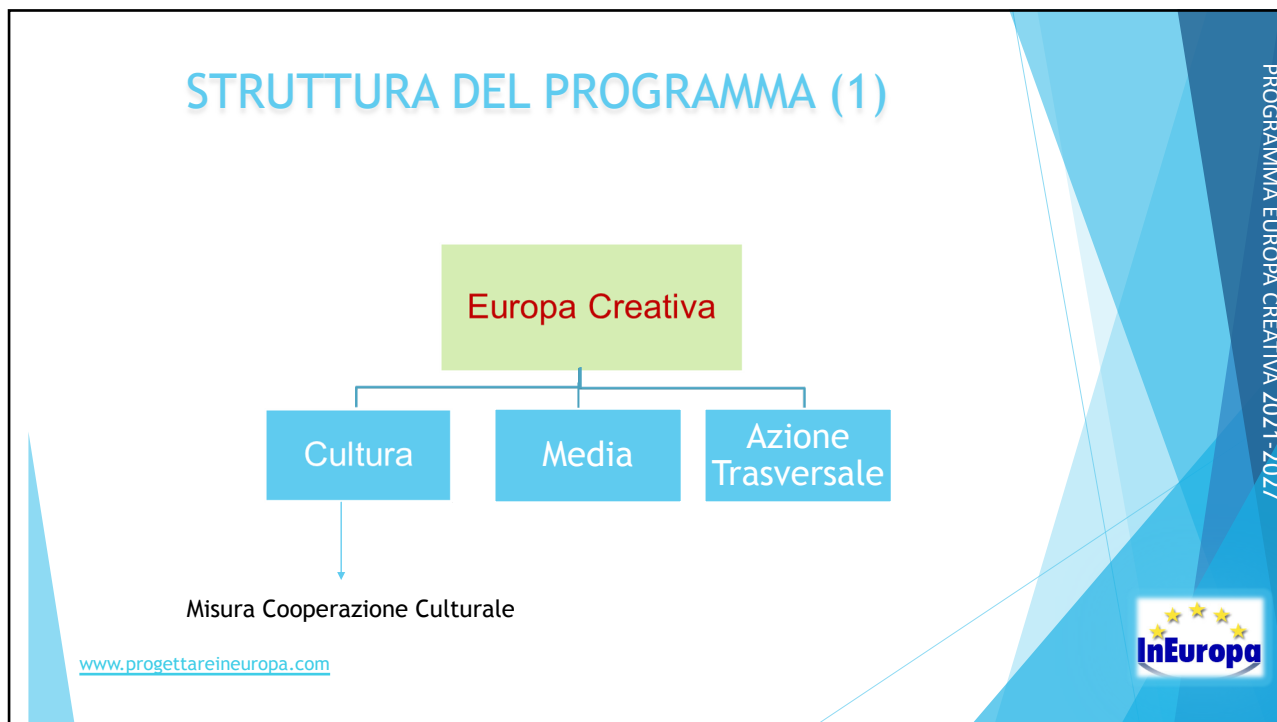 STRUTTURA DEL PROGRAMMA (1)
Europa Creativa
Cultura
Media
Azione
Trasversale
Misura Cooperazione Culturale
www.progettareineuropa.com
PROGRAMMA EUROPA CREATIVA 2021-2027
InEuropa